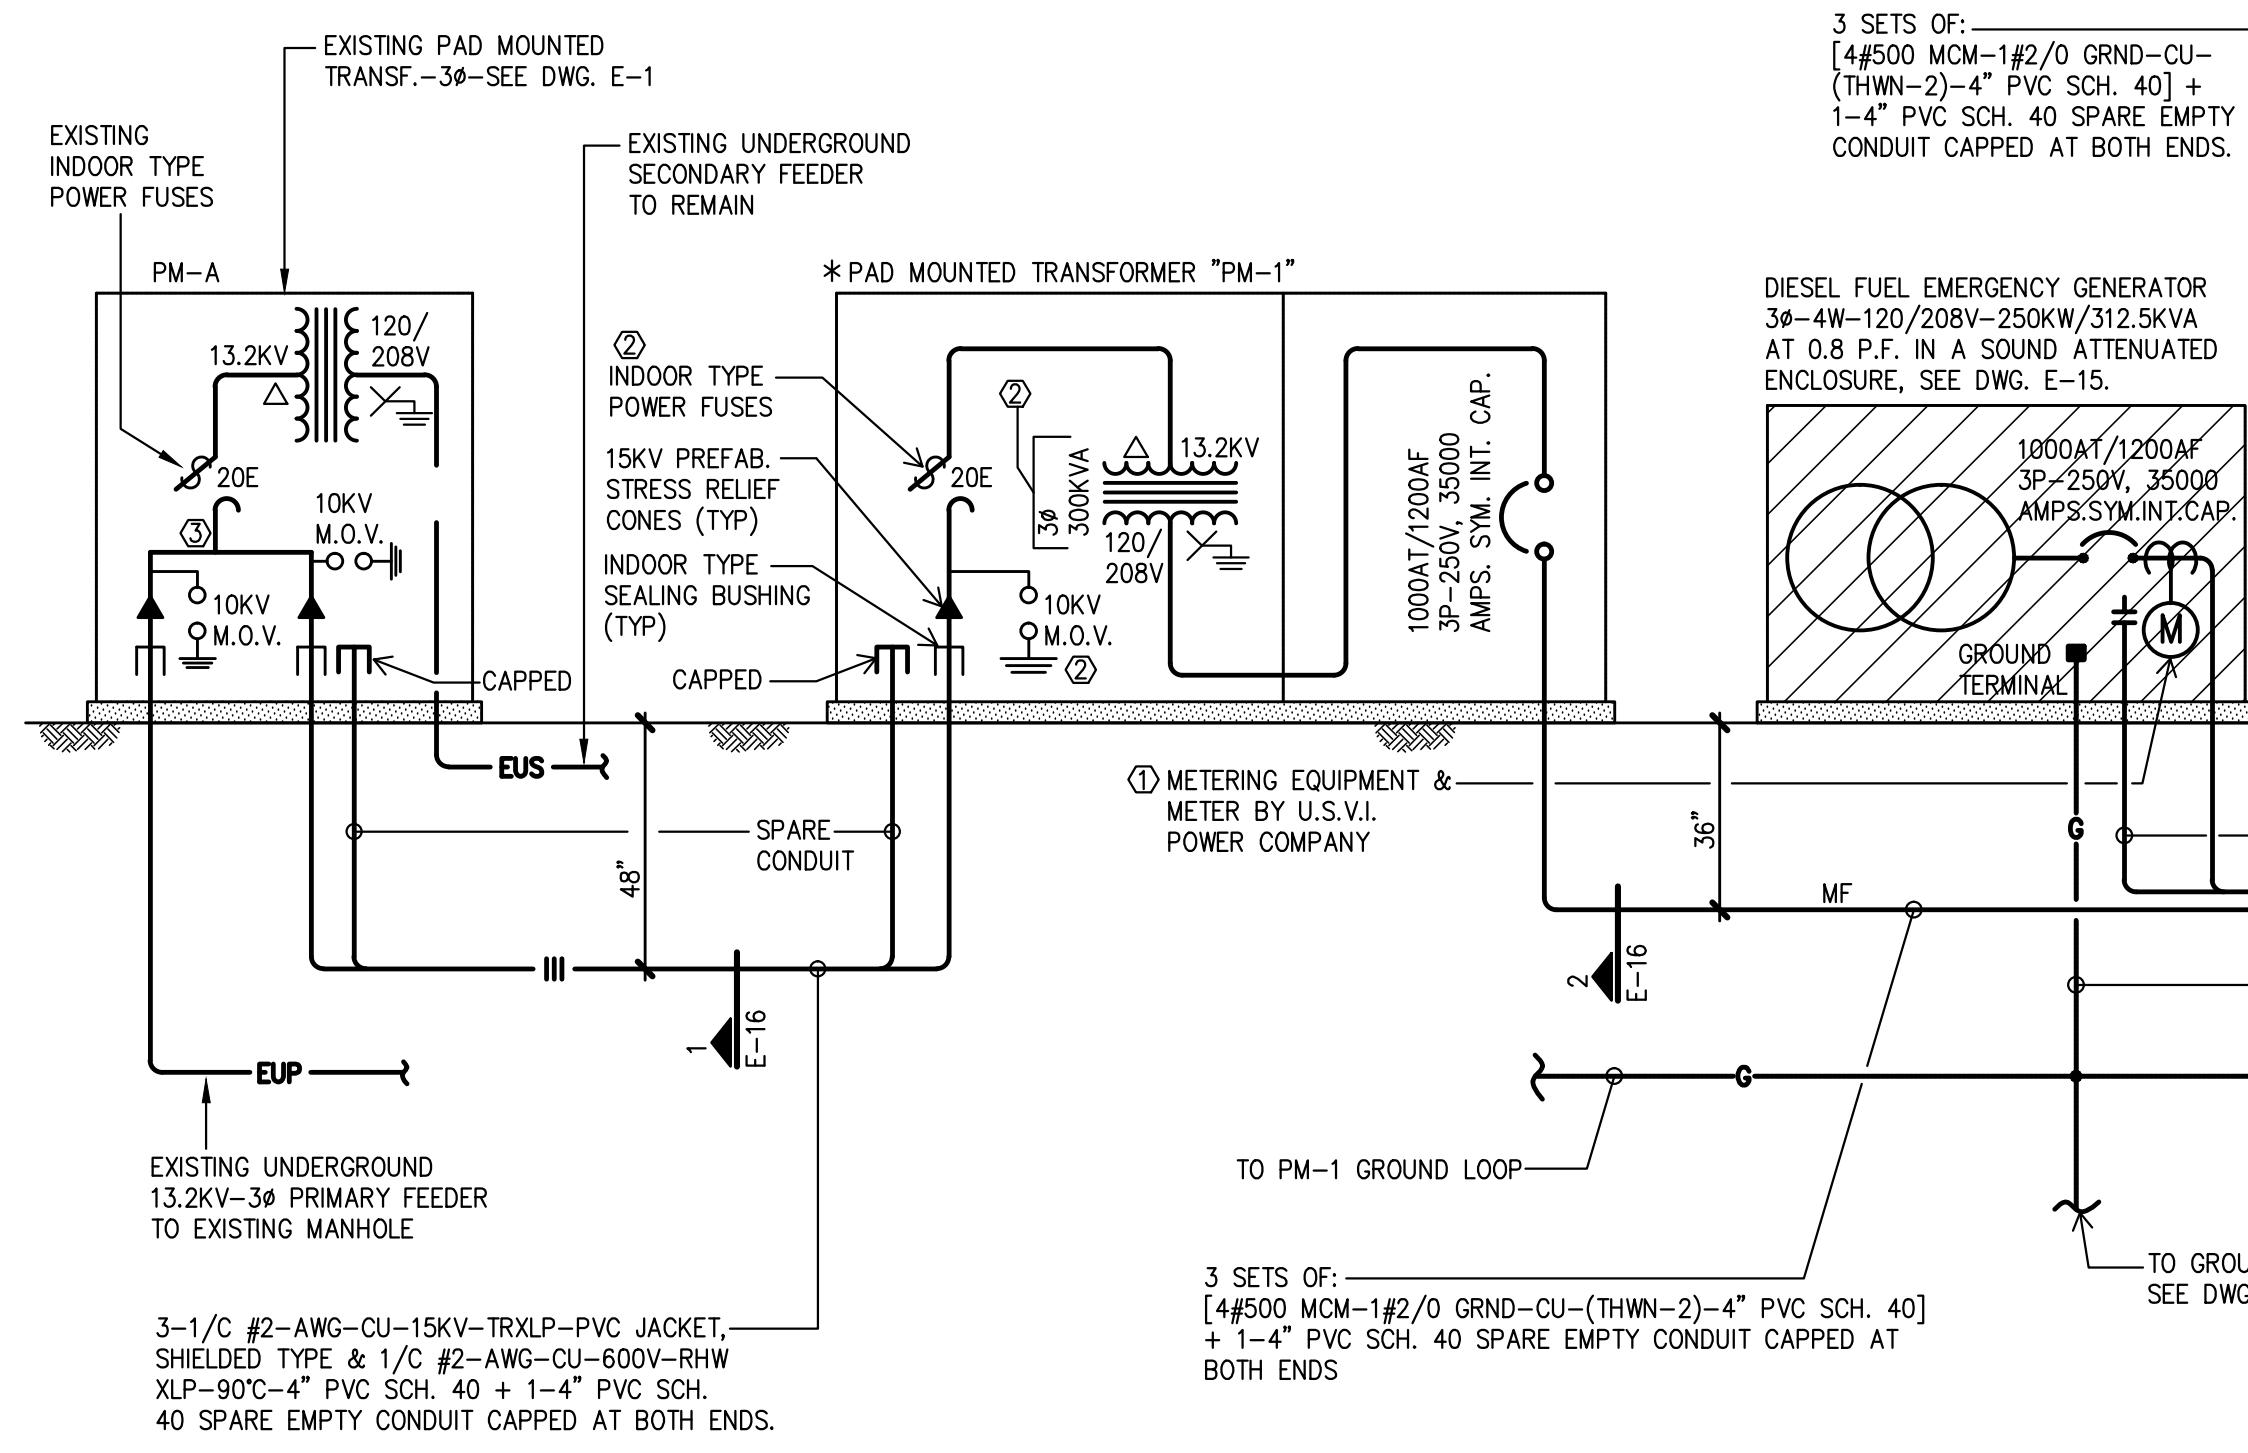 EXISTING PAD MOUNTED
TRANSF.-3ø-SEE DWG. E-1
EXISTING
INDOOR TYPE
POWER FUSES
EXISTING UNDERGROUND
SECONDARY FEEDER
TO REMAIN
3 SETS OF:
[4#500 MCM-1#2/0 GRND-CU-
(THWN-2)-4" PVC SCH. 40] +
1-4" PVC SCH. 40 SPARE EMPTY
CONDUIT CAPPED AT BOTH ENDS.
PM-A
13.2KV
120/
208V
△
20E
3
10KV
M.O.V.
10KV
M.O.V.
CAPPED
EUS
* PAD MOUNTED TRANSFORMER "PM-1"
2
INDOOR TYPE
POWER FUSES
15KV PREFAB.
STRESS RELIEF
CONES (TYP)
INDOOR TYPE
SEALING BUSHING
(TYP)
CAPPED
20E
2
3ø
300KVA
△
13.2KV
120/
208V
10KV
M.O.V.
2
1000AT/1200AF
3P-250V, 35000
AMPS. SYM. INT. CAP.
DIESEL FUEL EMERGENCY GENERATOR
3ø-4W-120/208V-250KW/312.5KVA
AT 0.8 P.F. IN A SOUND ATTENUATED
ENCLOSURE, SEE DWG. E-15.
1000AT/1200AF
3P-250V, 35000
AMPS.SYM.INT.CAP.
M
GROUND
TERMINAL
1 METERING EQUIPMENT &
METER BY U.S.V.I.
POWER COMPANY
SPARE
CONDUIT
48"
36"
G
MF
III
1
E-16
2
E-16
EUP
G
EXISTING UNDERGROUND
13.2KV-3ø PRIMARY FEEDER
TO EXISTING MANHOLE
TO PM-1 GROUND LOOP
TO GROU
SEE DWG
3 SETS OF:
[4#500 MCM-1#2/0 GRND-CU-(THWN-2)-4" PVC SCH. 40]
+ 1-4" PVC SCH. 40 SPARE EMPTY CONDUIT CAPPED AT
BOTH ENDS
3-1/C #2-AWG-CU-15KV-TRXLP-PVC JACKET,
SHIELDED TYPE & 1/C #2-AWG-CU-600V-RHW
XLP-90°C-4" PVC SCH. 40 + 1-4" PVC SCH.
40 SPARE EMPTY CONDUIT CAPPED AT BOTH ENDS.